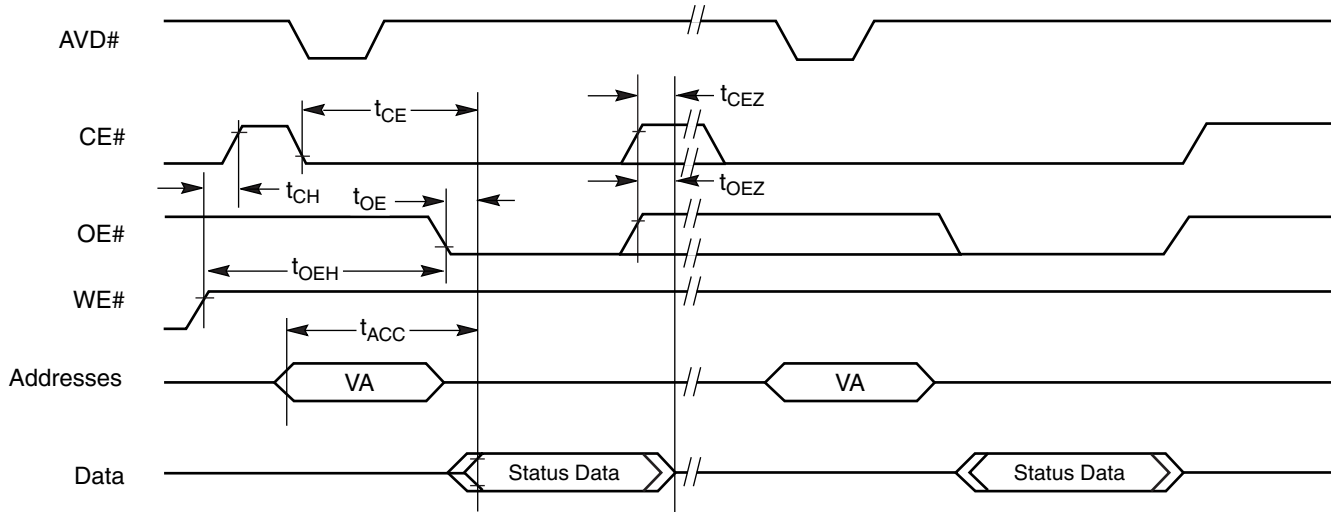 AVD#
tCE
tCEZ
CE#
tCH
tOE
tOEZ
OE#
tOEH
WE#
tACC
Addresses
VA
VA
Data
Status Data
Status Data